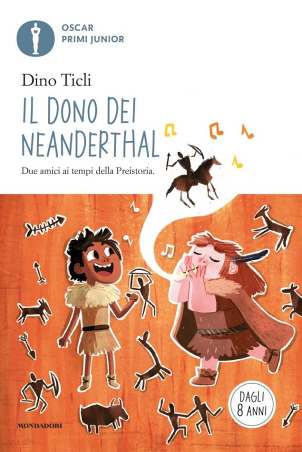 OSCAR
PRIMI JUNIOR
Dino Ticli
IL DONO DEI
NEANDERTHAL
Due amici ai tempi della Preistoria.
DAGLI
8 ANNI
MONDADORI